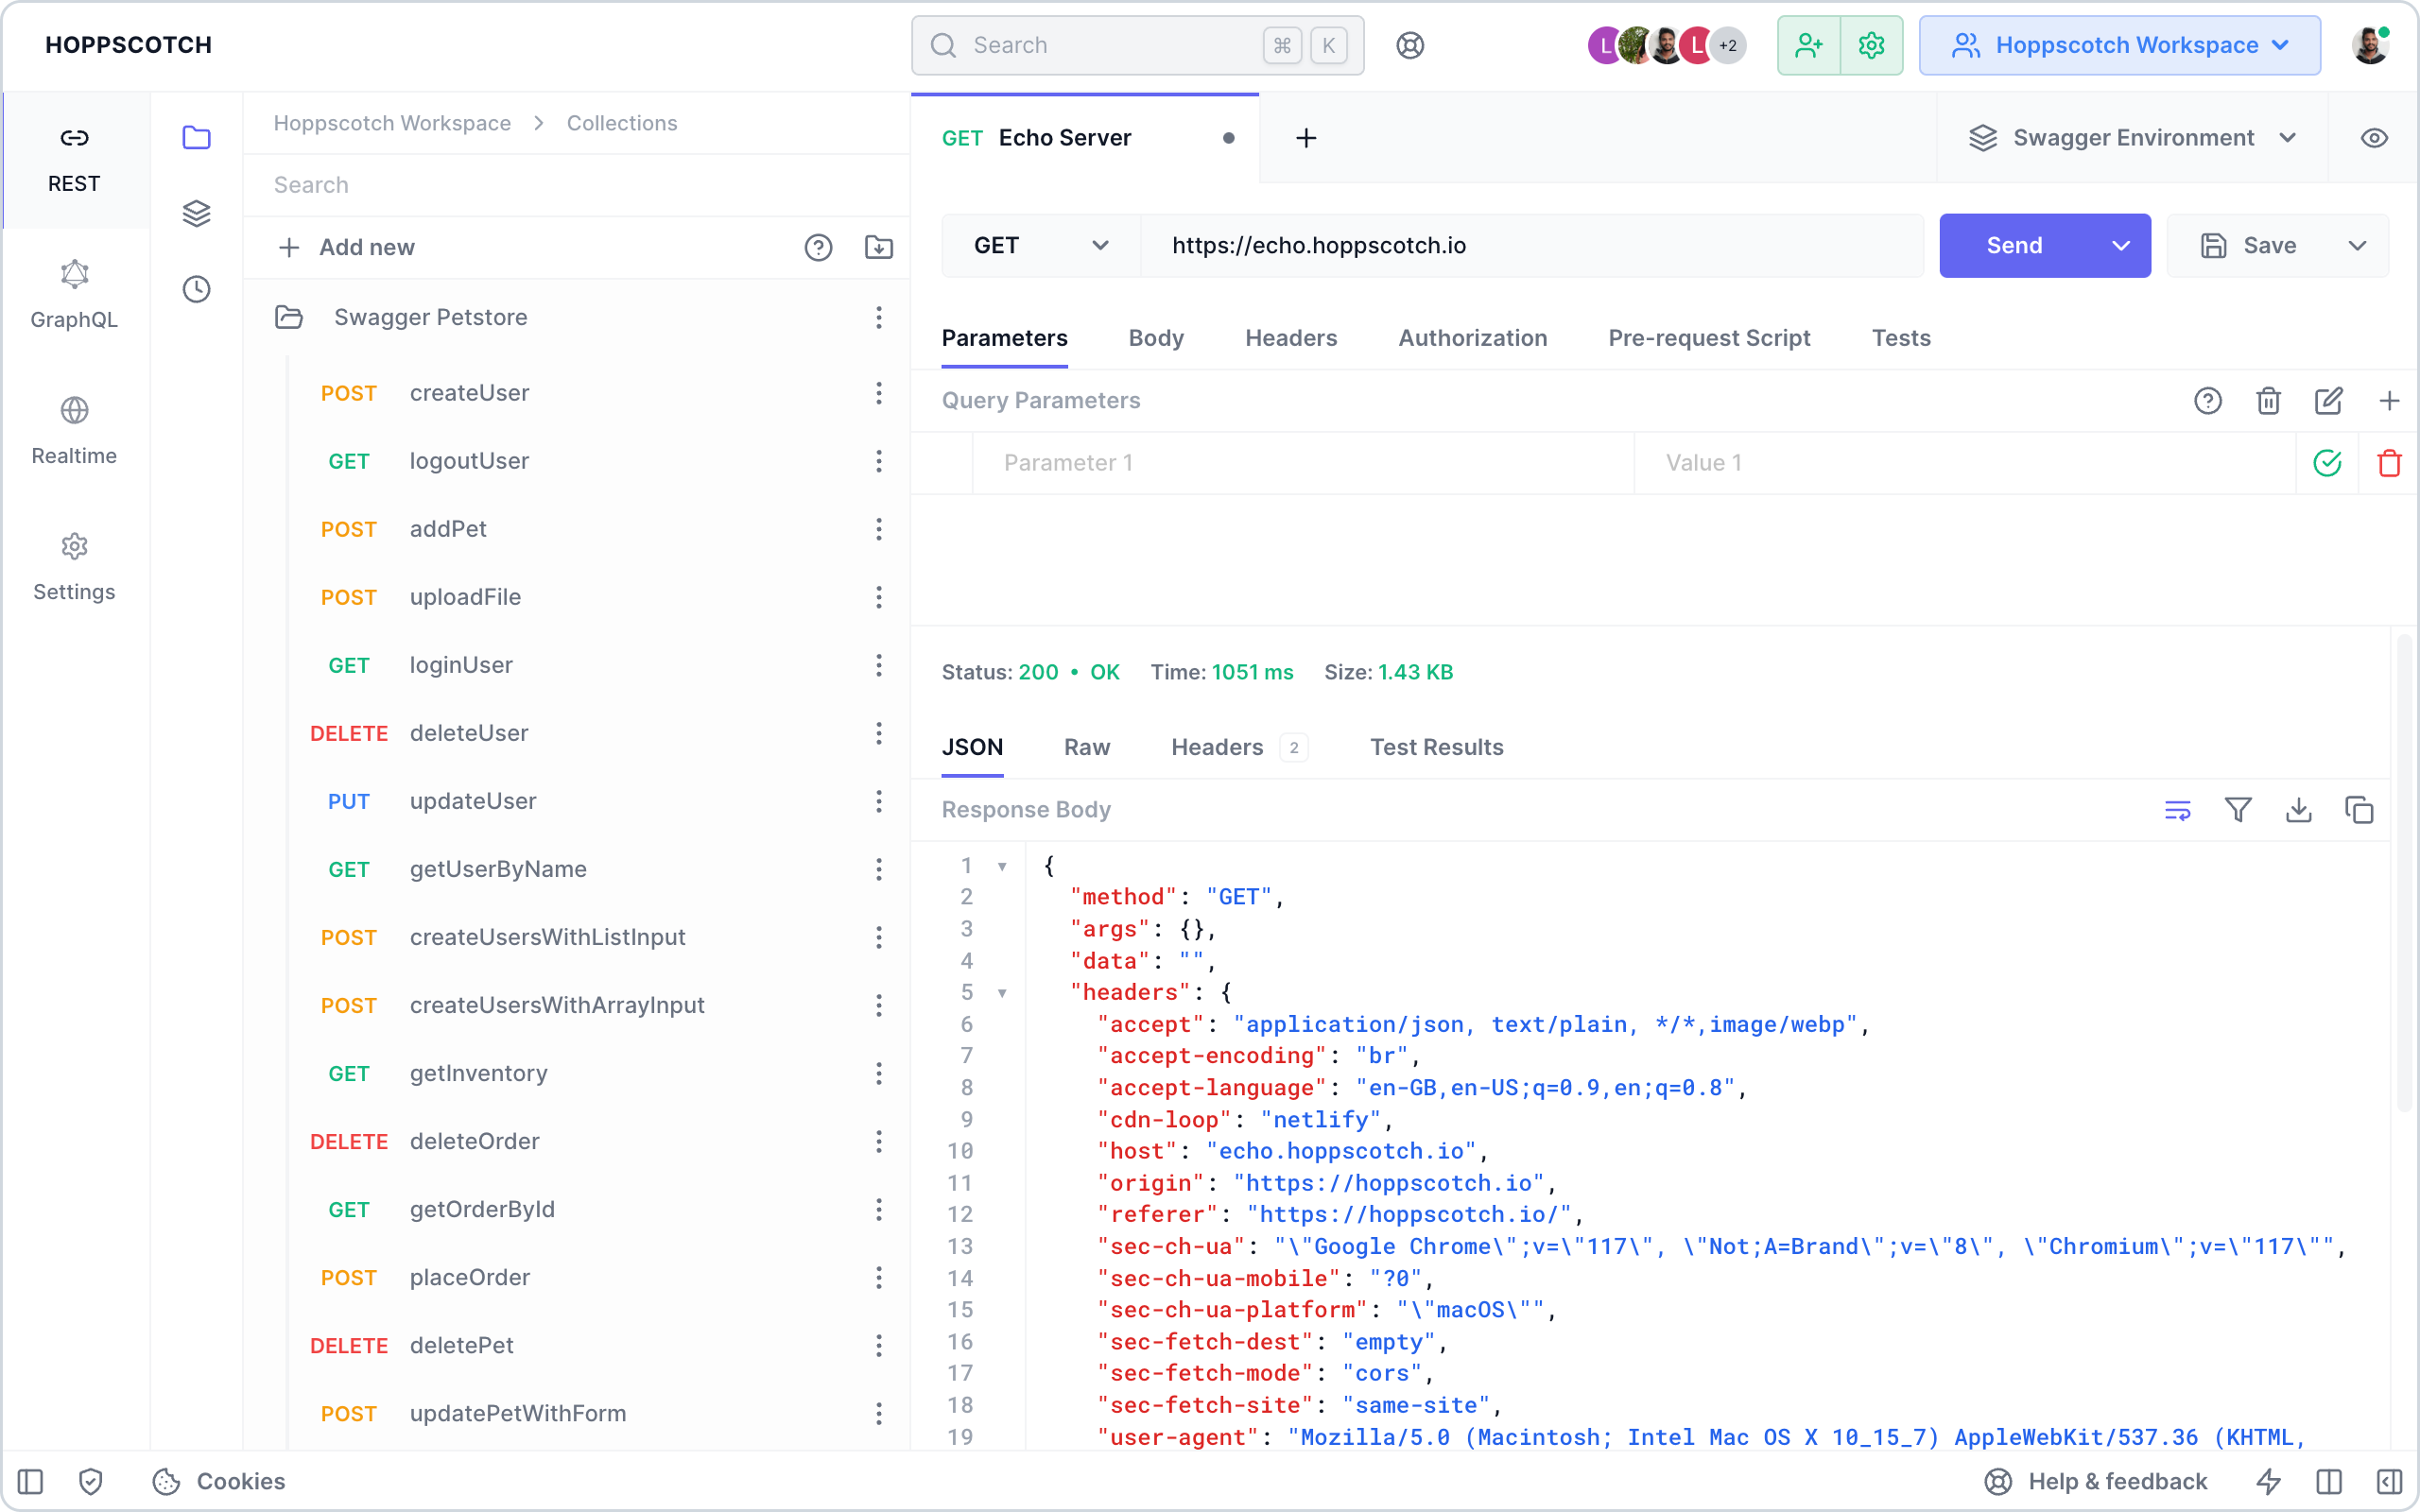 HOPPSCOTCH
Search ⌘ K
L L +2
Hoppscotch Workspace
REST
GraphQL
Realtime
Settings
Hoppscotch Workspace > Collections
Search
+ Add new
Swagger Petstore
POST createUser
GET logoutUser
POST addPet
POST uploadFile
GET loginUser
DELETE deleteUser
PUT updateUser
GET getUserByName
POST createUsersWithListInput
POST createUsersWithArrayInput
GET getInventory
DELETE deleteOrder
GET getOrderById
POST placeOrder
DELETE deletePet
POST updatePetWithForm
GET Echo Server • +
Swagger Environment
GET https://echo.hoppscotch.io
Send Save
Parameters Body Headers Authorization Pre-request Script Tests
Query Parameters
Parameter 1 Value 1
Status: 200 • OK Time: 1051 ms Size: 1.43 KB
JSON Raw Headers 2 Test Results
Response Body
1 {
2 "method": "GET",
3 "args": {},
4 "data": "",
5 "headers": {
6 "accept": "application/json, text/plain, */*,image/webp",
7 "accept-encoding": "br",
8 "accept-language": "en-GB,en-US;q=0.9,en;q=0.8",
9 "cdn-loop": "netlify",
10 "host": "echo.hoppscotch.io",
11 "origin": "https://hoppscotch.io",
12 "referer": "https://hoppscotch.io/",
13 "sec-ch-ua": "\"Google Chrome\";v=\"117\", \"Not;A=Brand\";v=\"8\", \"Chromium\";v=\"117\"",
14 "sec-ch-ua-mobile": "?0",
15 "sec-ch-ua-platform": "\"macOS\"",
16 "sec-fetch-dest": "empty",
17 "sec-fetch-mode": "cors",
18 "sec-fetch-site": "same-site",
19 "user-agent": "Mozilla/5.0 (Macintosh; Intel Mac OS X 10_15_7) AppleWebKit/537.36 (KHTML,
Cookies
Help & feedback